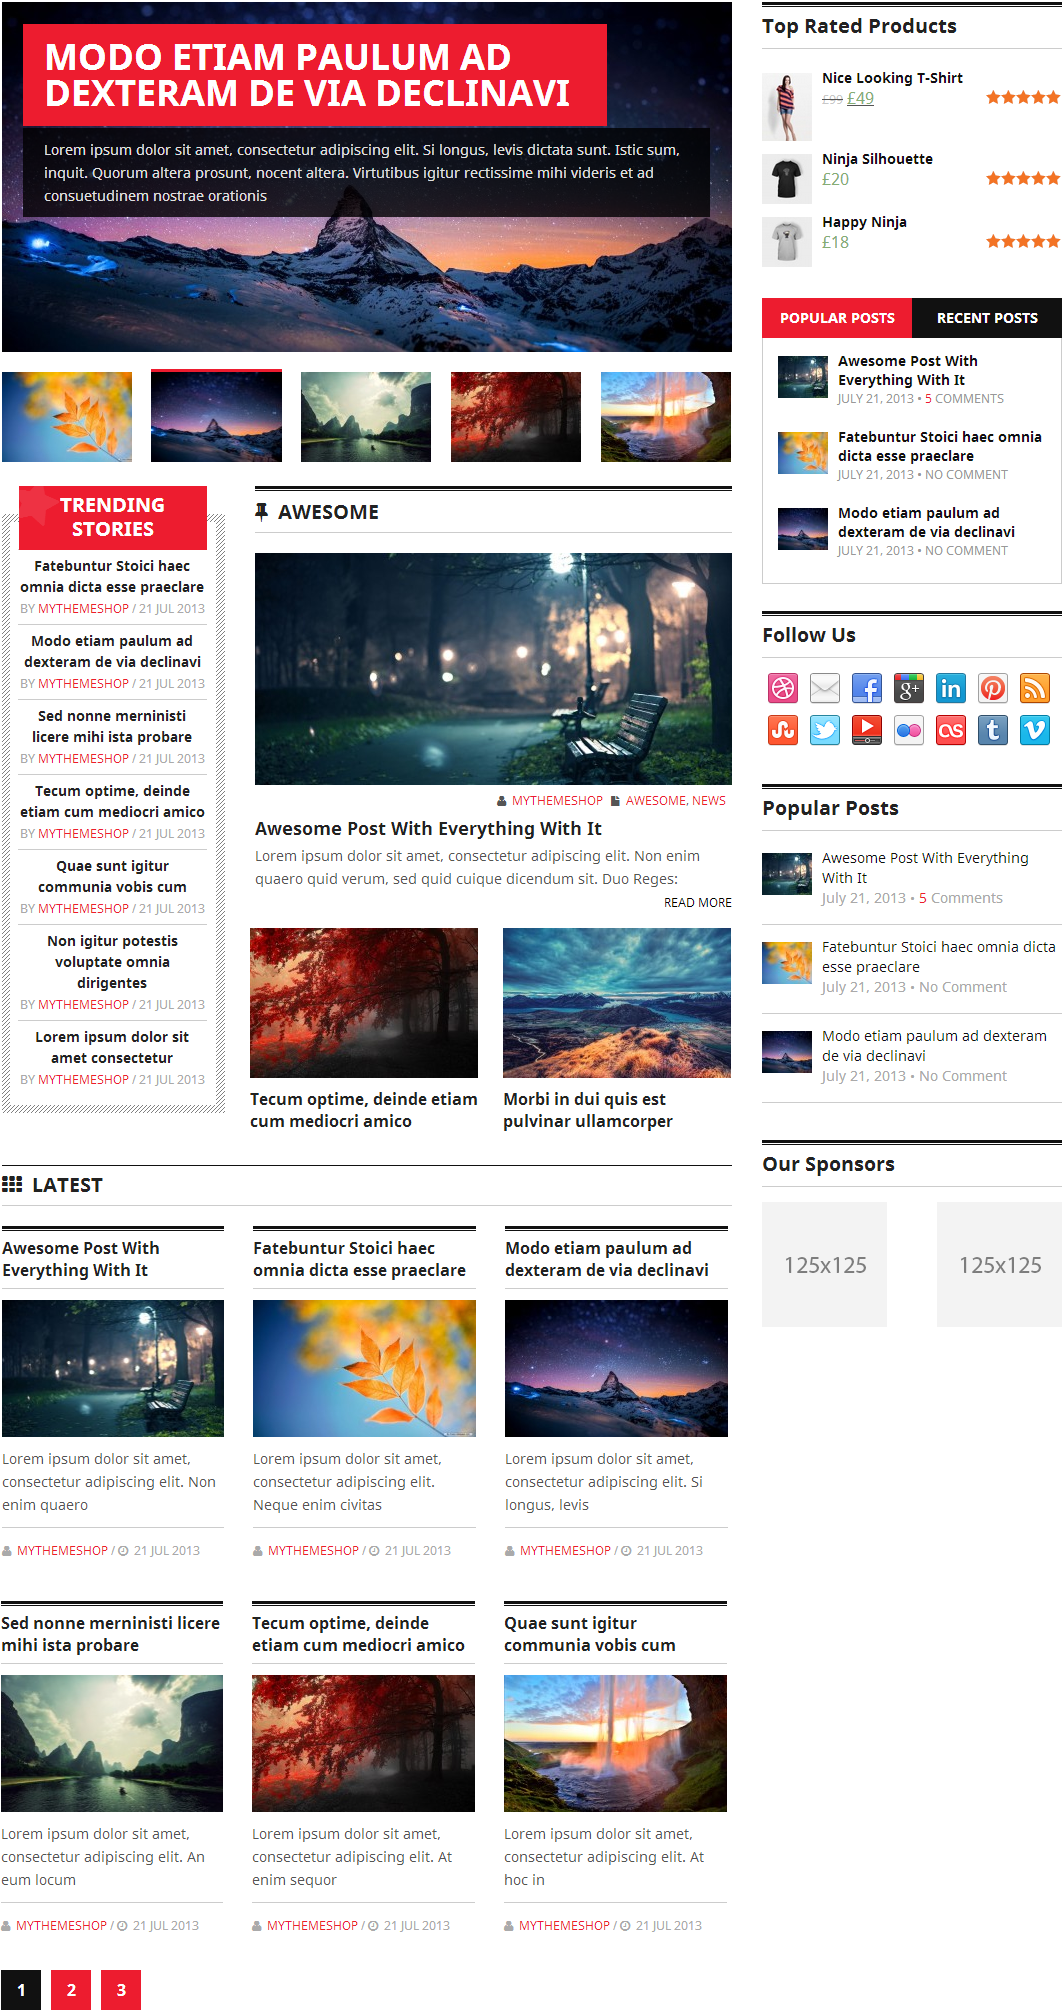 MODO ETIAM PAULUM AD
DEXTERAM DE VIA DECLINAVI
Lorem ipsum dolor sit amet, consectetur adipiscing elit. Si longus, levis dictata sunt. Istic sum,
inquit. Quorum altera prosunt, nocent altera. Virtutibus igitur rectissime mihi videris et ad
consuetudinem nostrae orationis
TRENDING
STORIES
Fatebuntur Stoici haec
omnia dicta esse praeclare
BY MYTHEMESHOP / 21 JUL 2013
Modo etiam paulum ad
dexteram de via declinavi
BY MYTHEMESHOP / 21 JUL 2013
Sed nonne merninisti
licere mihi ista probare
BY MYTHEMESHOP / 21 JUL 2013
Tecum optime, deinde
etiam cum mediocri amico
BY MYTHEMESHOP / 21 JUL 2013
Quae sunt igitur
communia vobis cum
BY MYTHEMESHOP / 21 JUL 2013
Non igitur potestis
voluptate omnia
dirigentes
BY MYTHEMESHOP / 21 JUL 2013
Lorem ipsum dolor sit
amet consectetur
BY MYTHEMESHOP / 21 JUL 2013
AWESOME
MYTHEMESHOP AWESOME, NEWS
Awesome Post With Everything With It
Lorem ipsum dolor sit amet, consectetur adipiscing elit. Non enim
quaero quid verum, sed quid cuique dicendum sit. Duo Reges:
READ MORE
Tecum optime, deinde etiam
cum mediocri amico
Morbi in dui quis est
pulvinar ullamcorper
LATEST
Awesome Post With
Everything With It
Lorem ipsum dolor sit amet,
consectetur adipiscing elit. Non
enim quaero
MYTHEMESHOP / 21 JUL 2013
Fatebuntur Stoici haec
omnia dicta esse praeclare
Lorem ipsum dolor sit amet,
consectetur adipiscing elit.
Neque enim civitas
MYTHEMESHOP / 21 JUL 2013
Modo etiam paulum ad
dexteram de via declinavi
Lorem ipsum dolor sit amet,
consectetur adipiscing elit. Si
longus, levis
MYTHEMESHOP / 21 JUL 2013
Sed nonne merninisti licere
mihi ista probare
Lorem ipsum dolor sit amet,
consectetur adipiscing elit. An
eum locum
MYTHEMESHOP / 21 JUL 2013
Tecum optime, deinde
etiam cum mediocri amico
Lorem ipsum dolor sit amet,
consectetur adipiscing elit. At
enim sequor
MYTHEMESHOP / 21 JUL 2013
Quae sunt igitur
communia vobis cum
Lorem ipsum dolor sit amet,
consectetur adipiscing elit. At
hoc in
MYTHEMESHOP / 21 JUL 2013
1 2 3
Top Rated Products
Nice Looking T-Shirt
£99 £49
Ninja Silhouette
£20
Happy Ninja
£18
POPULAR POSTS RECENT POSTS
Awesome Post With
Everything With It
JULY 21, 2013 • 5 COMMENTS
Fatebuntur Stoici haec omnia
dicta esse praeclare
JULY 21, 2013 • NO COMMENT
Modo etiam paulum ad
dexteram de via declinavi
JULY 21, 2013 • NO COMMENT
Follow Us
Popular Posts
Awesome Post With Everything
With It
July 21, 2013 • 5 Comments
Fatebuntur Stoici haec omnia dicta
esse praeclare
July 21, 2013 • No Comment
Modo etiam paulum ad dexteram
de via declinavi
July 21, 2013 • No Comment
Our Sponsors
125x125 125x125